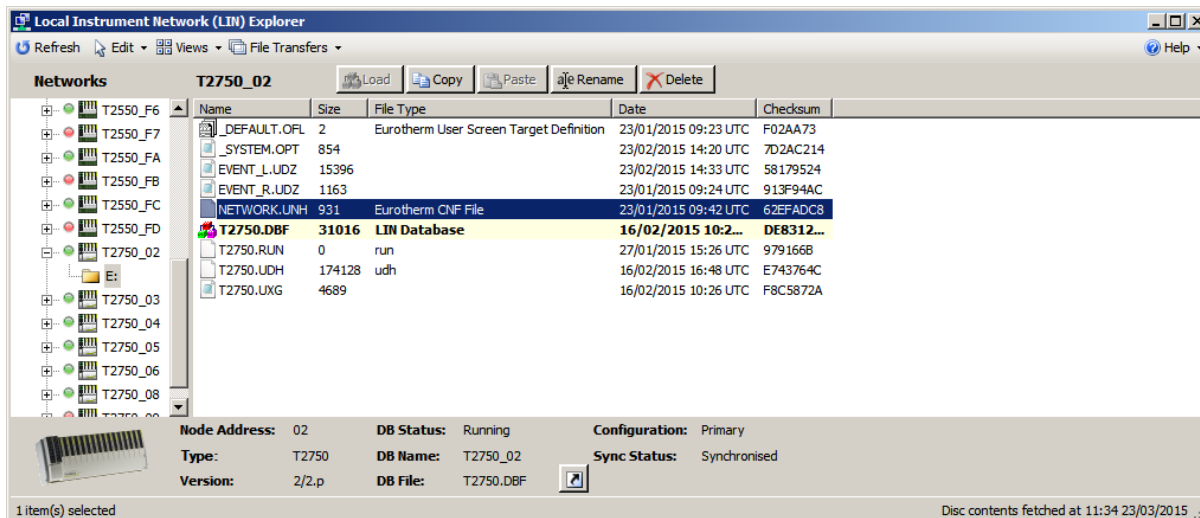 Local Instrument Network (LIN) Explorer
Refresh Edit Views File Transfers Help
Networks T2750_02 Load Copy Paste Rename Delete
Name Size File Type Date Checksum
T2550_F6
T2550_F7
T2550_FA
T2550_FB
T2550_FC
T2550_FD
T2750_02
E:
T2750_03
T2750_04
T2750_05
T2750_06
T2750_08
_DEFAULT.OFL 2 Eurotherm User Screen Target Definition 23/01/2015 09:23 UTC F02AA73
_SYSTEM.OPT 854 23/02/2015 14:20 UTC 7D2AC214
EVENT_L.UDZ 15396 23/02/2015 14:33 UTC 58179524
EVENT_R.UDZ 1163 23/01/2015 09:24 UTC 913F94AC
NETWORK.UNH 931 Eurotherm CNF File 23/01/2015 09:42 UTC 62EFADC8
T2750.DBF 31016 LIN Database 16/02/2015 10:2... DE8312...
T2750.RUN 0 run 27/01/2015 15:26 UTC 979166B
T2750.UDH 174128 udh 16/02/2015 16:48 UTC E743764C
T2750.UXG 4689 16/02/2015 10:26 UTC F8C5872A
Node Address: 02 DB Status: Running Configuration: Primary
Type: T2750 DB Name: T2750_02 Sync Status: Synchronised
Version: 2/2.p DB File: T2750.DBF
1 item(s) selected Disc contents fetched at 11:34 23/03/2015